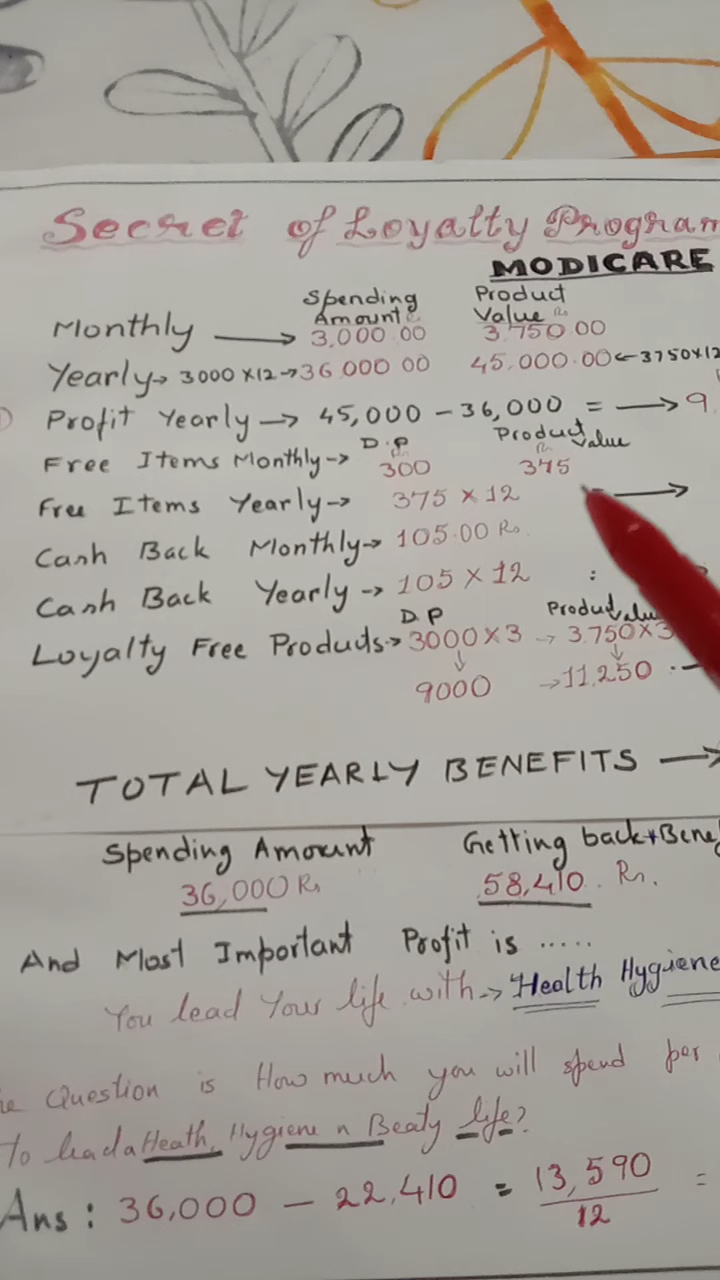 Secret of Loyalty Program
MODICARE
Spending Amount Rs Product Value Rs
Monthly → 3,000.00 3.750.00
Yearly → 3000 × 12 → 36.000 00 45.000.00 ← 3750 × 12
Profit Yearly → 45,000 – 36,000 = → 9.
D.P Product Value
Free Items Monthly → 300 375
Free Items Yearly → 375 × 12 →
Cash Back Monthly → 105.00 Rs
Cash Back Yearly → 105 × 12 :
D.P Product Value
Loyalty Free Products → 3000 × 3 → 3.750 × 3
↓ ↓
9000 → 11,250
TOTAL YEARLY BENEFITS →
Spending Amount Getting back + Bene
36,000 Rs 58,410. Rs.
And Most Important Profit is .....
You lead Your life with → Health Hygiene
Question is How much you will spend per
To lead a Heath, Hygiene n Beaty life?
Ans : 36,000 – 22,410 = 13,590 =
12